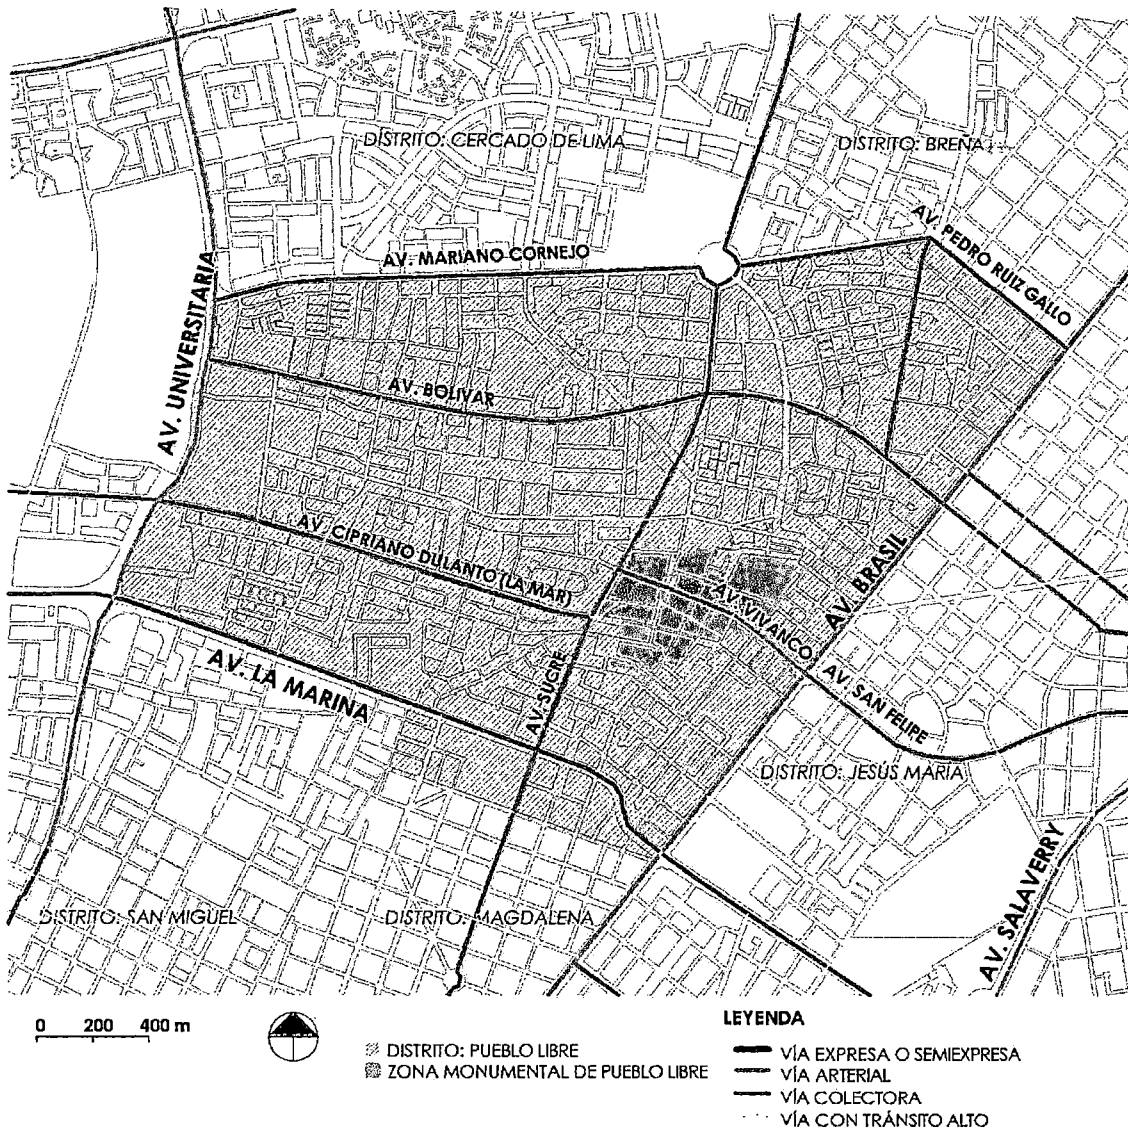 DISTRITO: CERCADO DE LIMA
DISTRITO: BREÑA
AV. PEDRO RUIZ GALLO
AV. MARIANO CORNEJO
AV. UNIVERSITARIA
AV. BOLIVAR
AV. CIPRIANO DULANTO (LA MAR)
AV. VIVANCO
AV. BRASIL
AV. SUCRE
AV. LA MARINA
AV. SAN FELIPE
DISTRITO: JESÚS MARÍA
AV. SALAVERRY
DISTRITO: SAN MIGUEL
DISTRITO: MAGDALENA
0 200 400 m
DISTRITO: PUEBLO LIBRE
ZONA MONUMENTAL DE PUEBLO LIBRE
LEYENDA
VÍA EXPRESA O SEMIEXPRESA
VÍA ARTERIAL
VÍA COLECTORA
VÍA CON TRÁNSITO ALTO